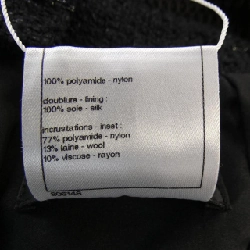 100% polyamide - nylon
doublure - lining :
100% soie - silk
incrustations - inset :
77% polyamide - nylon
13% laine - wool
10% viscose - rayon